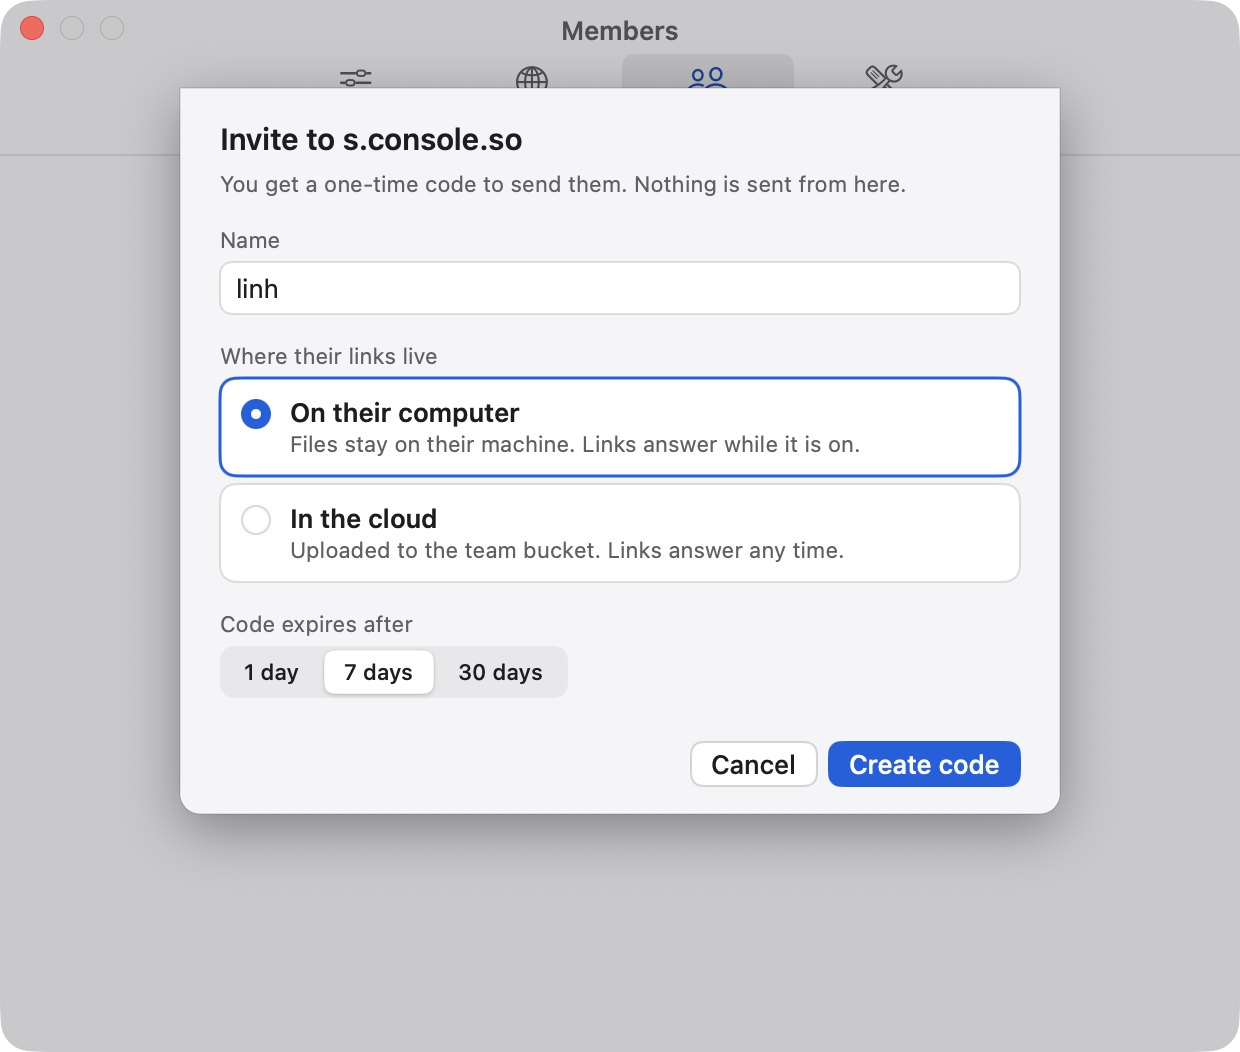 Members
Invite to s.console.so
You get a one-time code to send them. Nothing is sent from here.
Name
linh
Where their links live
On their computer
Files stay on their machine. Links answer while it is on.
In the cloud
Uploaded to the team bucket. Links answer any time.
Code expires after
1 day 7 days 30 days
Cancel Create code